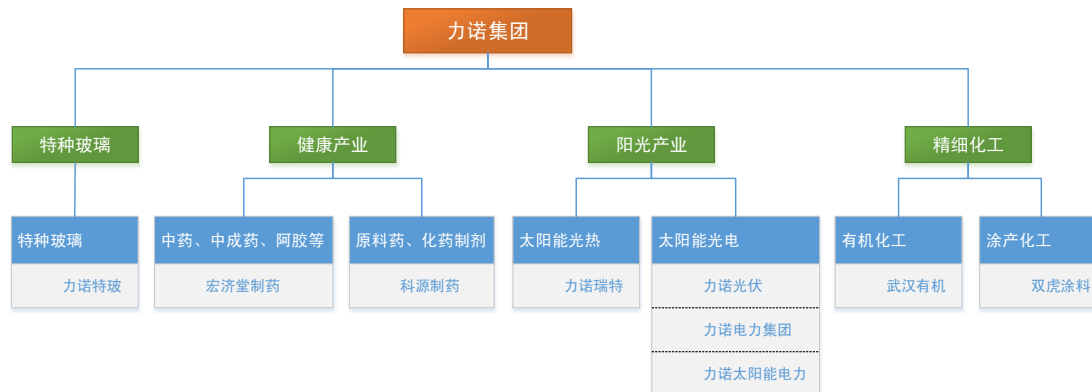 力诺集团
特种玻璃
健康产业
阳光产业
精细化工
特种玻璃
中药、中成药、阿胶等
原料药、化药制剂
太阳能光热
太阳能光电
有机化工
涂产化工
力诺特玻
宏济堂制药
科源制药
力诺瑞特
力诺光伏
武汉有机
双虎涂料
力诺电力集团
力诺太阳能电力